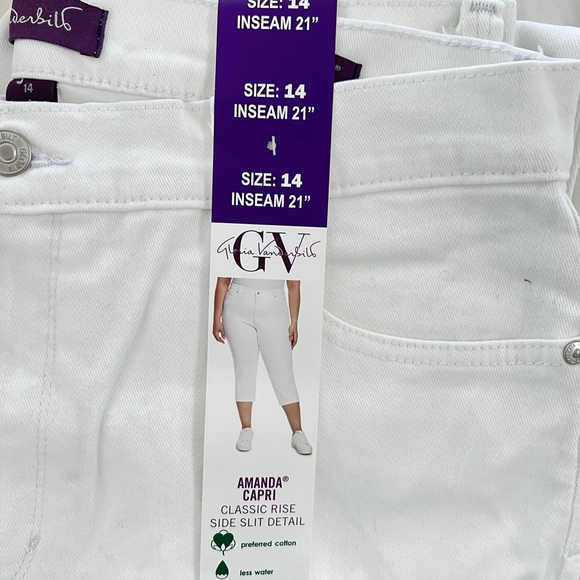 Vanderbilt
14
SIZE: 14
INSEAM 21"
SIZE: 14
INSEAM 21"
SIZE: 14
INSEAM 21"
GV
Gloria Vanderbilt
AMANDA®
CAPRI
CLASSIC RISE
SIDE SLIT DETAIL
preferred cotton
less water